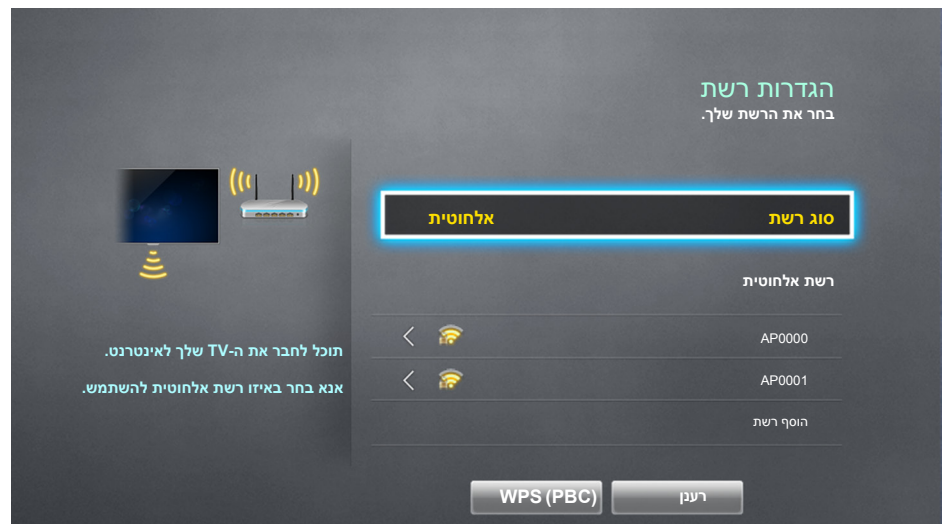 הגדרות רשת
בחר את הרשת שלך.
סוג רשת אלחוטית
רשת אלחוטית
AP0000
AP0001
הוסף רשת
רענן WPS (PBC)
תוכל לחבר את ה-TV שלך לאינטרנט.
אנא בחר באיזו רשת אלחוטית להשתמש.